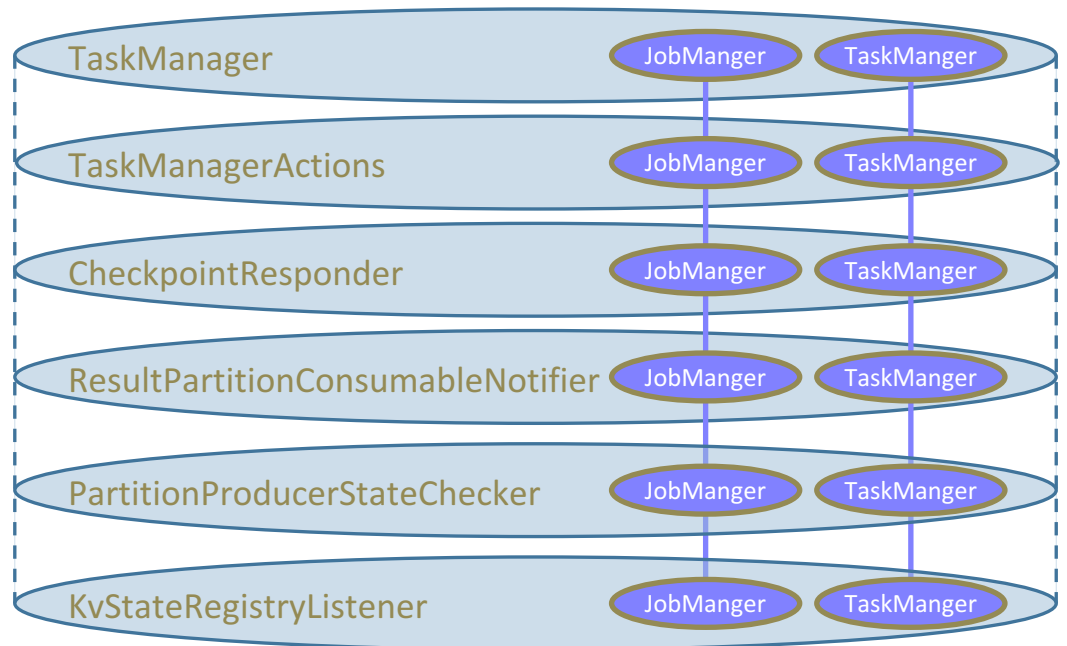 TaskManager JobManger TaskManger
TaskManagerActions JobManger TaskManger
CheckpointResponder JobManger TaskManger
ResultPartitionConsumableNotifier JobManger TaskManger
PartitionProducerStateChecker JobManger TaskManger
KvStateRegistryListener JobManger TaskManger